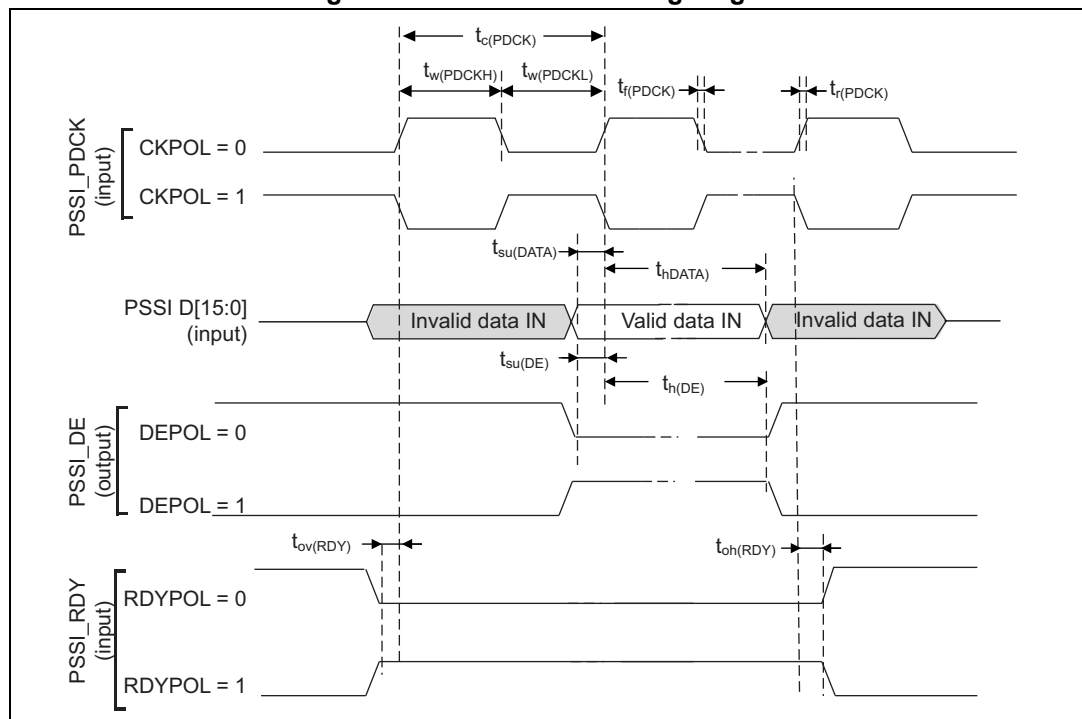 tc(PDCK)
tw(PDCKH) tw(PDCKL) tf(PDCK) tr(PDCK)
PSSI_PDCK
(input)
CKPOL = 0
CKPOL = 1
tsu(DATA) thDATA)
PSSI D[15:0]
(input)
Invalid data IN Valid data IN Invalid data IN
tsu(DE) th(DE)
PSSI_DE
(output)
DEPOL = 0
DEPOL = 1
tov(RDY) toh(RDY)
PSSI_RDY
(input)
RDYPOL = 0
RDYPOL = 1